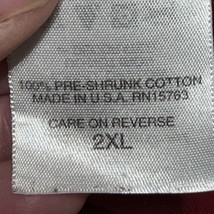 100% PRE-SHRUNK COTTON
MADE IN U.S.A. RN15763
CARE ON REVERSE
2XL